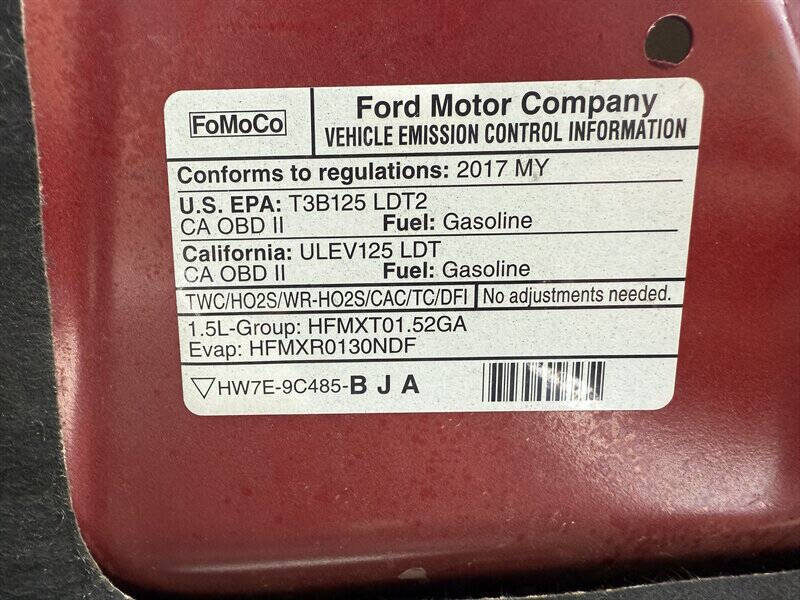 FoMoCo
Ford Motor Company
VEHICLE EMISSION CONTROL INFORMATION
Conforms to regulations: 2017 MY
U.S. EPA: T3B125 LDT2
CA OBD II Fuel: Gasoline
California: ULEV125 LDT
CA OBD II Fuel: Gasoline
TWC/HO2S/WR-HO2S/CAC/TC/DFI No adjustments needed.
1.5L-Group: HFMXT01.52GA
Evap: HFMXR0130NDF
HW7E-9C485-B J A